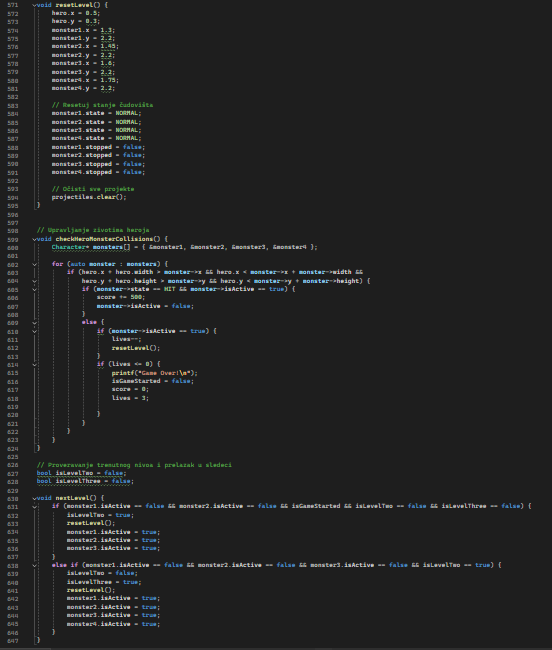 571 void resetLevel() {
572 hero.x = 0.5;
573 hero.y = 0.3;
574 monster1.x = 1.3;
575 monster1.y = 2.2;
576 monster2.x = 1.45;
577 monster2.y = 2.2;
578 monster3.x = 1.6;
579 monster3.y = 2.2;
580 monster4.x = 1.75;
581 monster4.y = 2.2;
582
583 // Resetuj stanje čudovišta
584 monster1.state = NORMAL;
585 monster2.state = NORMAL;
586 monster3.state = NORMAL;
587 monster4.state = NORMAL;
588 monster1.stopped = false;
589 monster2.stopped = false;
590 monster3.stopped = false;
591 monster4.stopped = false;
592
593 // Očisti sve projekte
594 projectiles.clear();
595 }
596
597
598 // Upravljanje zivotima heroja
599 void checkHeroMonsterCollisions() {
600 Character* monsters[] = { &monster1, &monster2, &monster3, &monster4 };
601
602 for (auto monster : monsters) {
603 if (hero.x + hero.width > monster->x && hero.x < monster->x + monster->width &&
604 hero.y + hero.height > monster->y && hero.y < monster->y + monster->height) {
605 if (monster->state == HIT && monster->isActive == true) {
606 score += 500;
607 monster->isActive = false;
608 }
609 else {
610 if (monster->isActive == true) {
611 lives--;
612 resetLevel();
613 }
614 if (lives <= 0) {
615 printf("Game Over!\n");
616 isGameStarted = false;
617 score = 0;
618 lives = 3;
619
620 }
621 }
622 }
623 }
624 }
625
626 // Proveravanje trenutnog nivoa i prelazak u sledeci
627 bool isLevelTwo = false;
628 bool isLevelThree = false;
629
630 void nextLevel() {
631 if (monster1.isActive == false && monster2.isActive == false && isGameStarted && isLevelTwo == false && isLevelThree == false) {
632 isLevelTwo = true;
633 resetLevel();
634 monster1.isActive = true;
635 monster2.isActive = true;
636 monster3.isActive = true;
637 }
638 else if (monster1.isActive == false && monster2.isActive == false && monster3.isActive == false && isLevelTwo == true) {
639 isLevelTwo = false;
640 isLevelThree = true;
641 resetLevel();
642 monster1.isActive = true;
643 monster2.isActive = true;
644 monster3.isActive = true;
645 monster4.isActive = true;
646 }
647 }